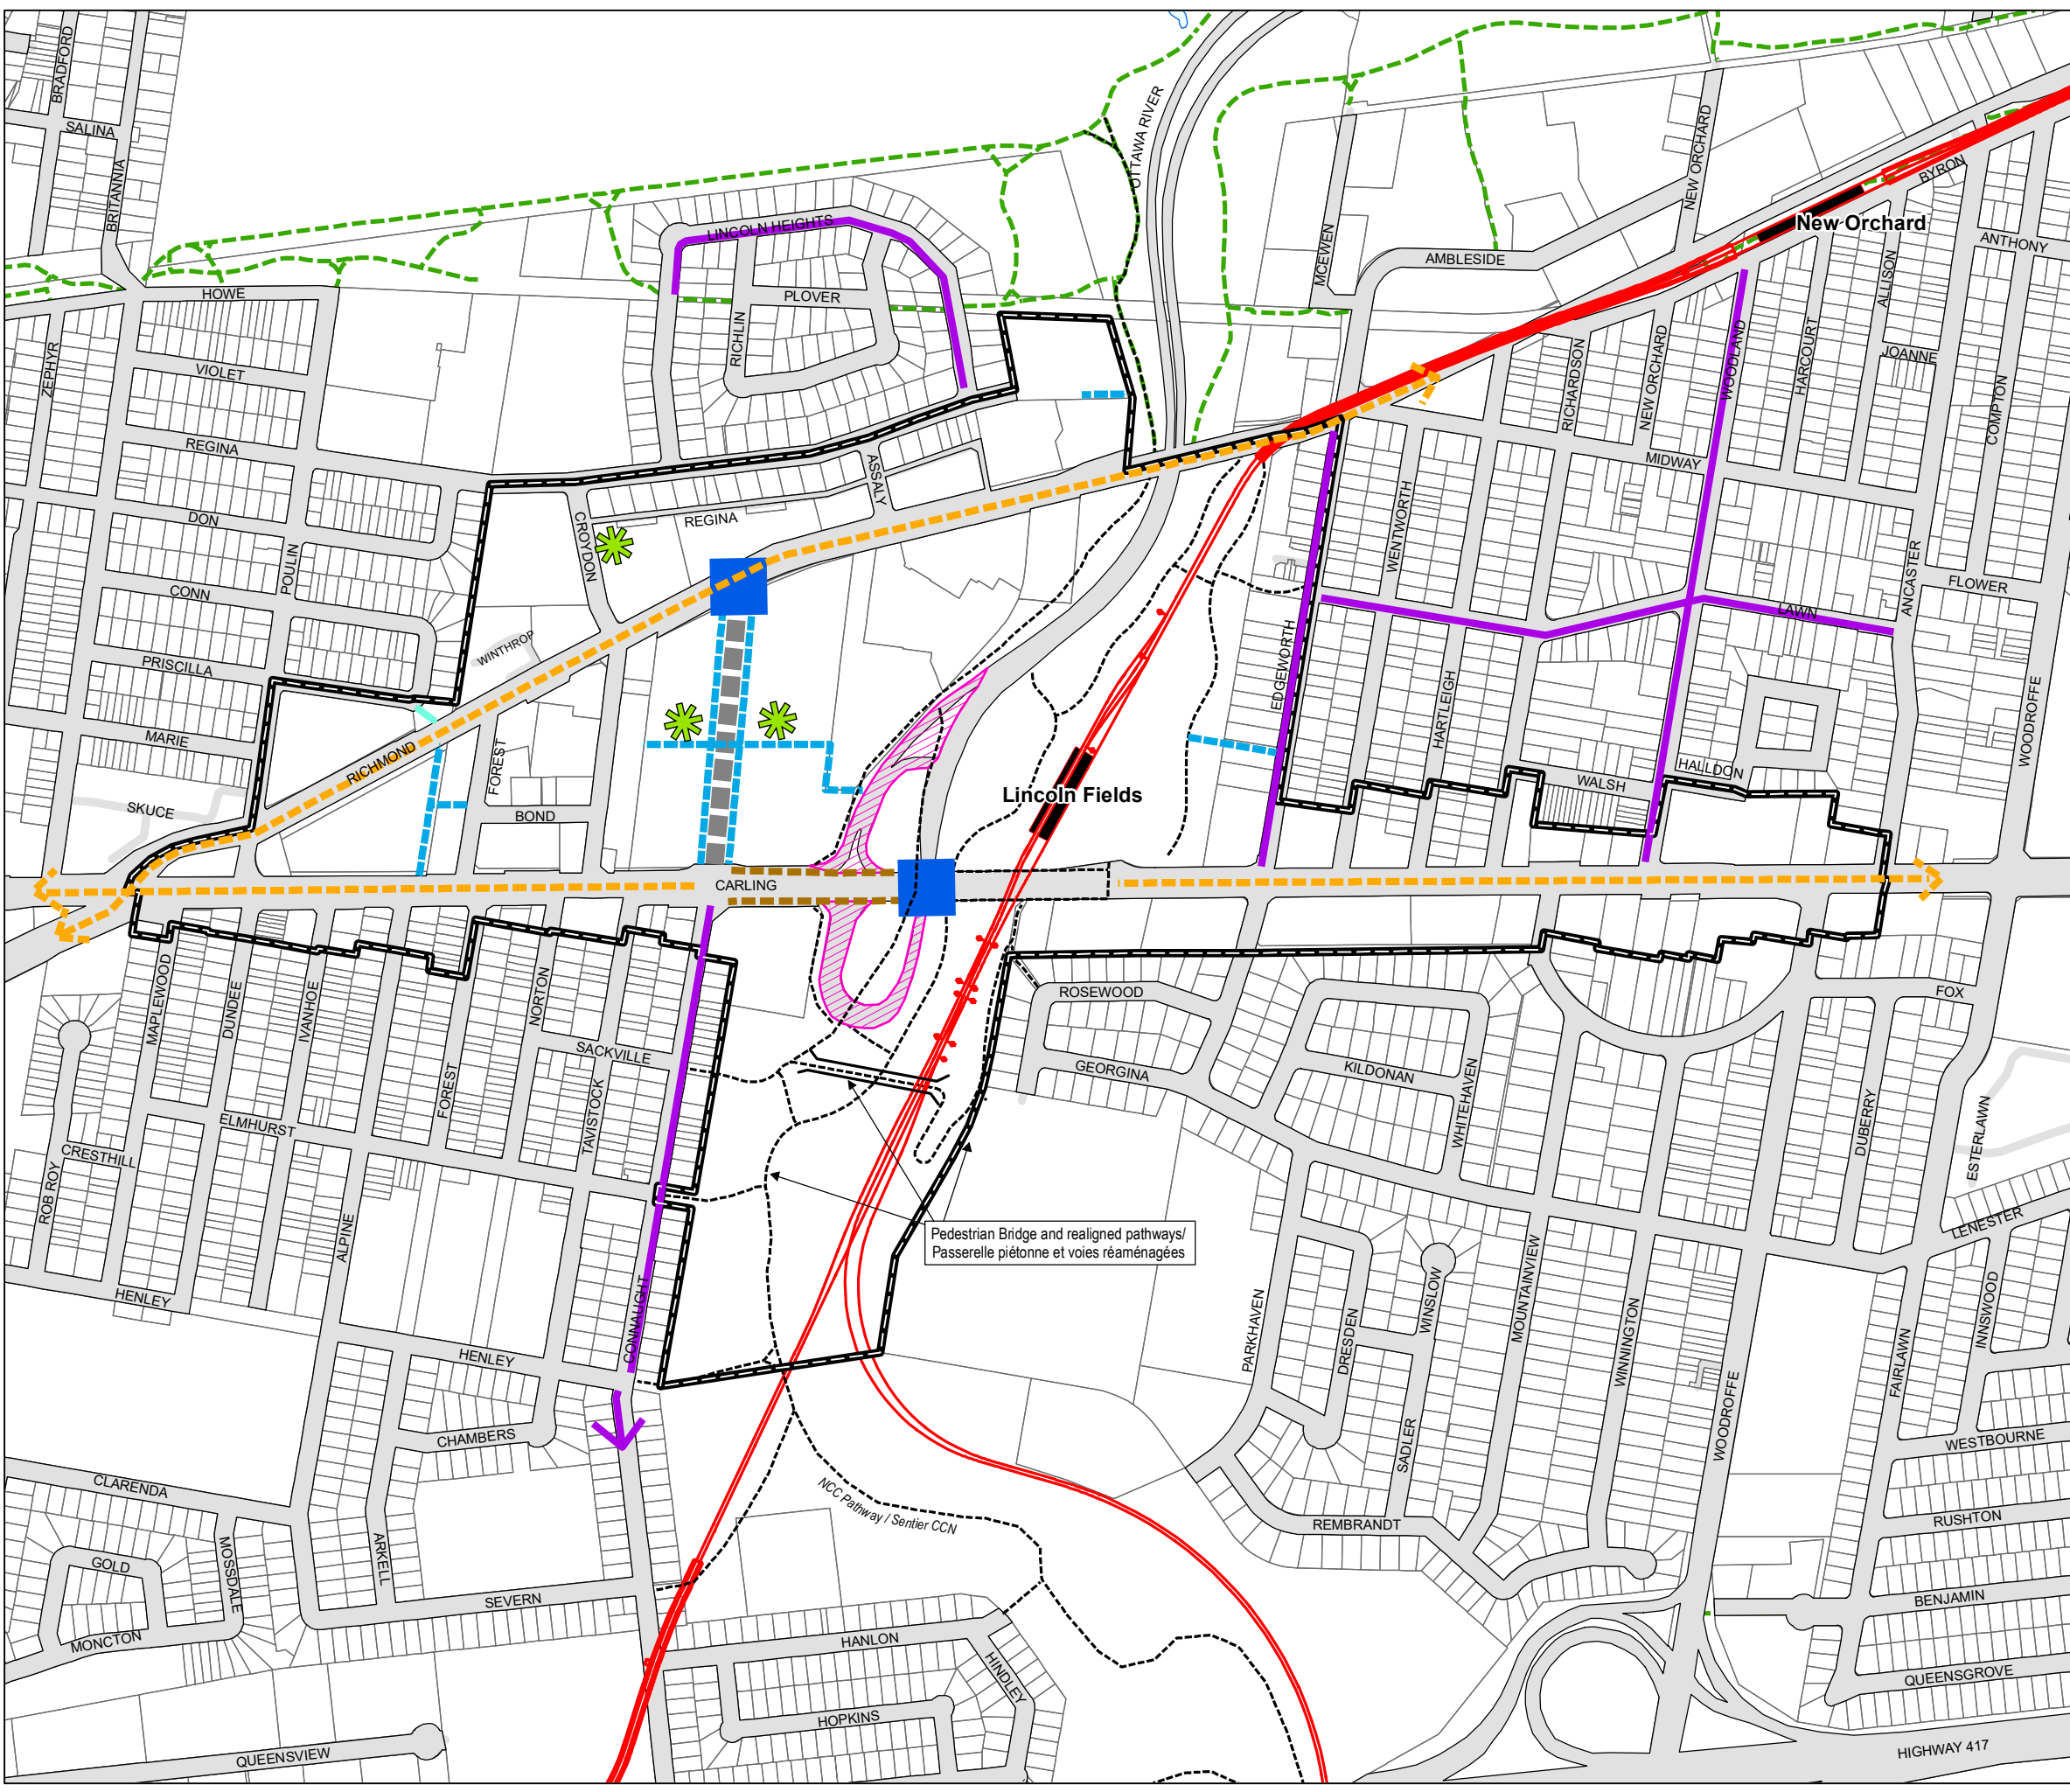 BRADFORD
SALINA
BRITANNIA
OTTAWA RIVER
NEW ORCHARD
BYRON
New Orchard
LINCOLN HEIGHTS
MCEWEN
AMBLESIDE
ALLISON
ANTHONY
HOWE
PLOVER
RICHLIN
ZEPHYR
VIOLET
RICHARDSON
NEW ORCHARD
WOODLAND
HARCOURT
JOANNE
COMPTON
REGINA
ASSALY
MIDWAY
WENTWORTH
DON
REGINA
CROYDON
POULIN
CONN
ANCASTER
FLOWER
LAWN
WINTHROP
PRISCILLA
EDGEWORTH
HARTLEIGH
WOODROFFE
MARIE
RICHMOND
FOREST
HALLDON
WALSH
Lincoln Fields
SKUCE
BOND
CARLING
MAPLEWOOD
DUNDEE
IVANHOE
NORTON
ROSEWOOD
FOX
SACKVILLE
GEORGINA
KILDONAN
WHITEHAVEN
FOREST
TAVISTOCK
ELMHURST
DUBERRY
ESTERLAWN
CRESTHILL
ROB ROY
ALPINE
LENESTER
Pedestrian Bridge and realigned pathways/
Passerelle piétonne et voies réaménagées
HENLEY
CONNAUGHT
PARKHAVEN
DRESDEN
WINSLOW
MOUNTAINVIEW
WINNINGTON
INNSWOOD
FAIRLAWN
HENLEY
WOODROFFE
CHAMBERS
SADLER
WESTBOURNE
CLARENDA
NCC Pathway / Sentier CCN
REMBRANDT
RUSHTON
GOLD
MOSSDALE
ARKELL
SEVERN
BENJAMIN
MONCTON
HANLON
HINDLEY
QUEENSGROVE
HOPKINS
QUEENSVIEW
HIGHWAY 417